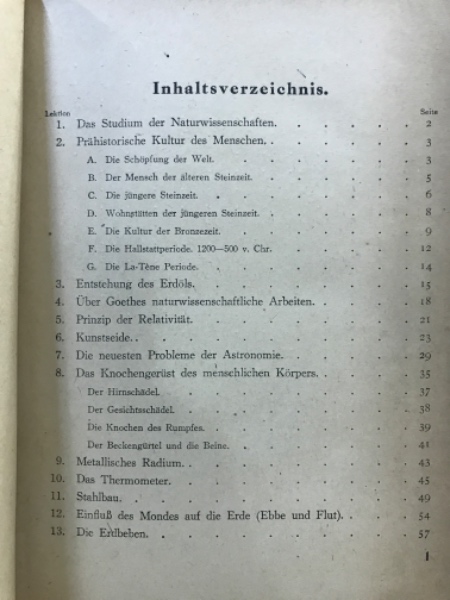 Inhaltsverzeichnis.
Lektion Seite
1. Das Studium der Naturwissenschaften. . . . . . 2
2. Prähistorische Kultur des Menschen. . . . . . 3
A. Die Schöpfung der Welt. . . . . . 3
B. Der Mensch der älteren Steinzeit. . . . . . 5
C. Die jüngere Steinzeit. . . . . . 6
D. Wohnstätten der jüngeren Steinzeit. . . . . . 8
E. Die Kultur der Bronzezeit. . . . . . 9
F. Die Hallstattperiode. 1200—500 v. Chr. . . . . 12
G. Die La-Tène Periode. . . . . . 14
3. Entstehung des Erdöls. . . . . . 15
4. Über Goethes naturwissenschaftliche Arbeiten. . . . . 18
5. Prinzip der Relativität. . . . . . 21
6. Kunstseide. . . . . . 23
7. Die neuesten Probleme der Astronomie. . . . . . 29
8. Das Knochengerüst des menschlichen Körpers. . . . . 35
Der Hirnschädel. . . . . . 37
Der Gesichtsschädel. . . . . . 38
Die Knochen des Rumpfes. . . . . . 39
Der Beckengürtel und die Beine. . . . . . 41
9. Metallisches Radium. . . . . . 43
10. Das Thermometer. . . . . . 45
11. Stahlbau. . . . . . 49
12. Einfluß des Mondes auf die Erde (Ebbe und Flut). . . . 54
13. Die Erdbeben. . . . . . 57
1